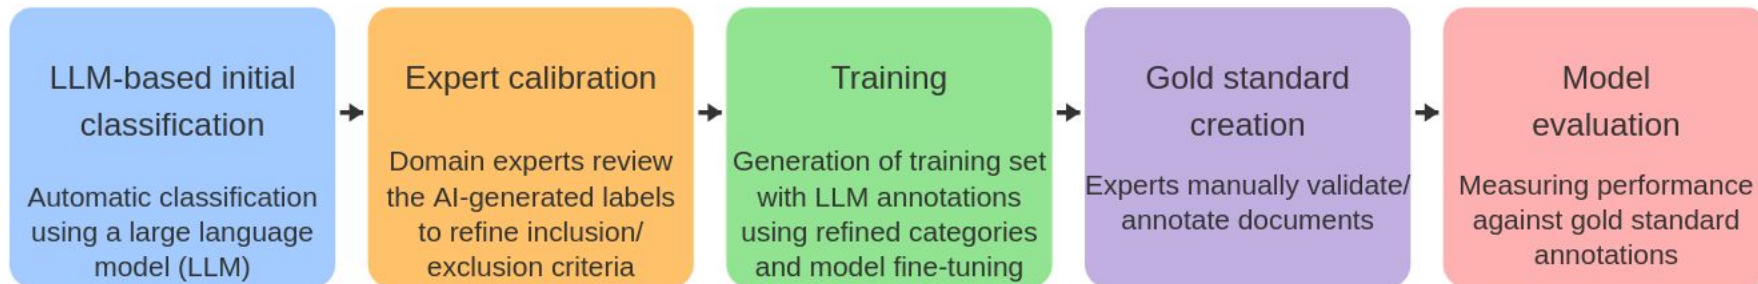 LLM-based initial
classification
Automatic classification
using a large language
model (LLM)
Expert calibration
Domain experts review
the AI-generated labels
to refine inclusion/
exclusion criteria
Training
Generation of training set
with LLM annotations
using refined categories
and model fine-tuning
Gold standard
creation
Experts manually validate/
annotate documents
Model
evaluation
Measuring performance
against gold standard
annotations